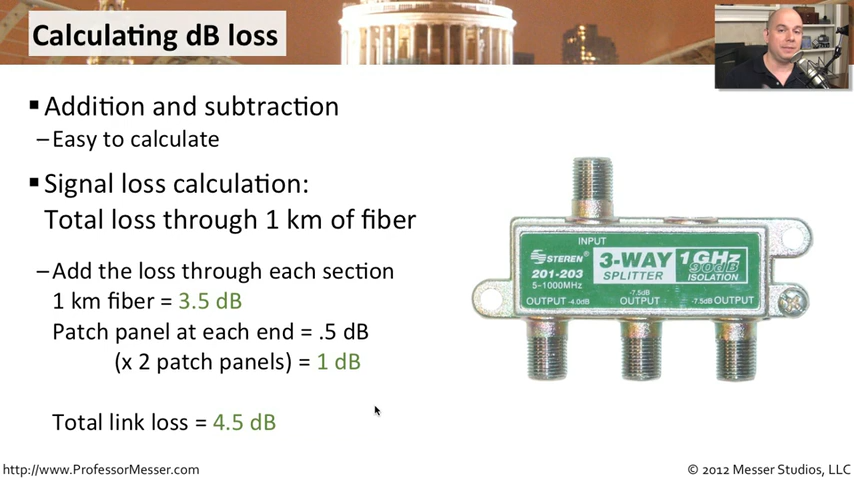 Calculating dB loss
▪ Addition and subtraction
– Easy to calculate
▪ Signal loss calculation:
Total loss through 1 km of fiber
– Add the loss through each section
1 km fiber = 3.5 dB
Patch panel at each end = .5 dB
(x 2 patch panels) = 1 dB
Total link loss = 4.5 dB
INPUT
STEREN®
201-203
5-1000MHz
3-WAY
SPLITTER
1GHz
90dB
ISOLATION
OUTPUT -4.0dB
-7.5dB
OUTPUT
-7.5dB OUTPUT
http://www.ProfessorMesser.com
© 2012 Messer Studios, LLC